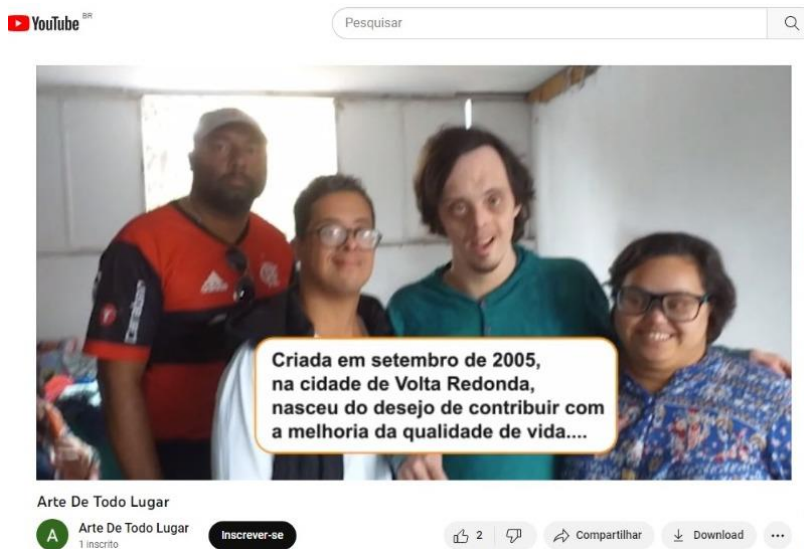 YouTube BR
Pesquisar
Criada em setembro de 2005,
na cidade de Volta Redonda,
nasceu do desejo de contribuir com
a melhoria da qualidade de vida....
Arte De Todo Lugar
A
Arte De Todo Lugar
1 inscrito
Inscrever-se
2
Compartilhar
Download